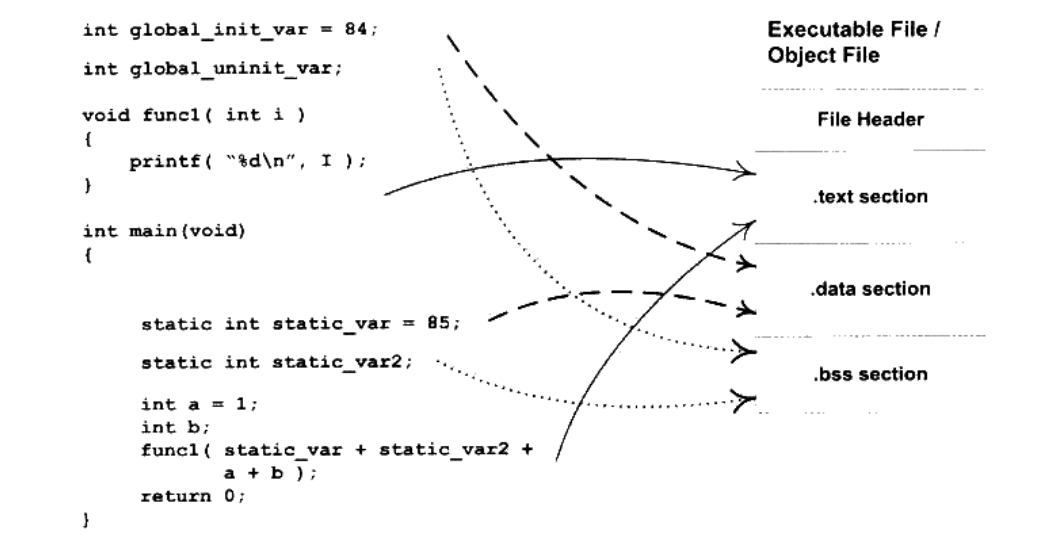 int global_init_var = 84;
int global_uninit_var;
void func1( int i )
{
    printf( “%d\n”, I );
}
int main(void)
{
    static int static_var = 85;
    static int static_var2;
    int a = 1;
    int b;
    func1( static_var + static_var2 +
           a + b );
    return 0;
}
Executable File /
Object File
File Header
.text section
.data section
.bss section